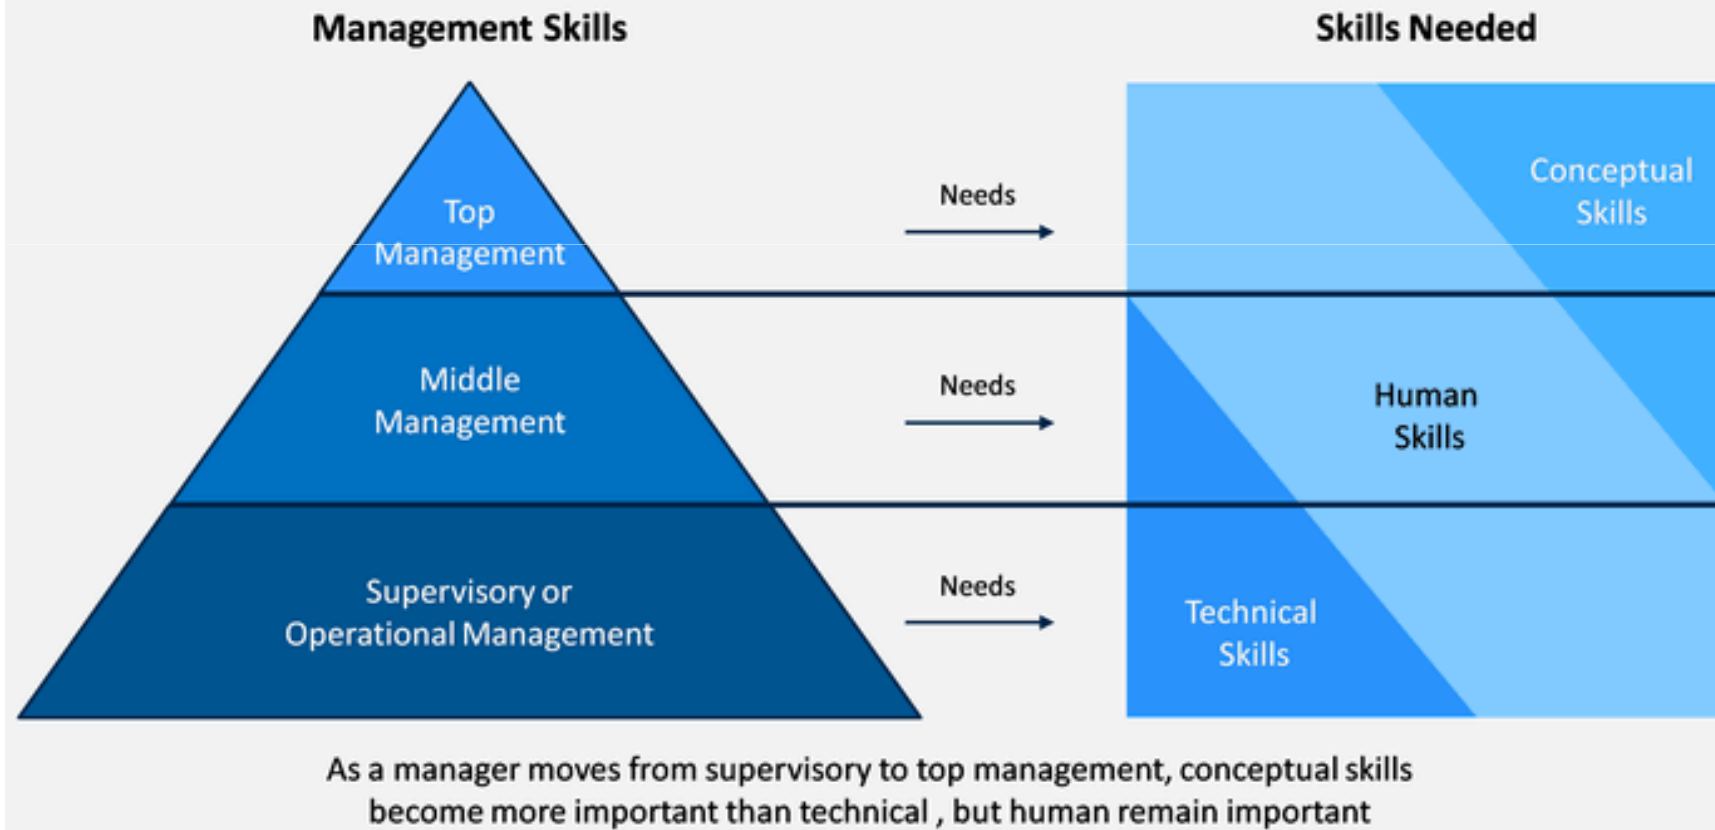 Management Skills
Skills Needed
Top
Management
Needs
Conceptual
Skills
Middle
Management
Needs
Human
Skills
Supervisory or
Operational Management
Needs
Technical
Skills
As a manager moves from supervisory to top management, conceptual skills
become more important than technical , but human remain important